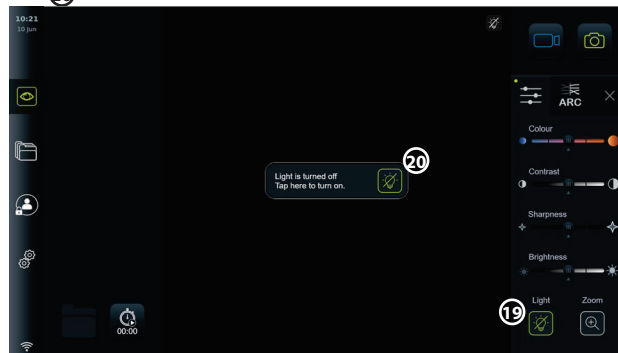 10:21
10 Jun
ARC
Colour
Contrast
20
Light is turned off
Tap here to turn on.
Sharpness
Brightness
Light
Zoom
19
00:00